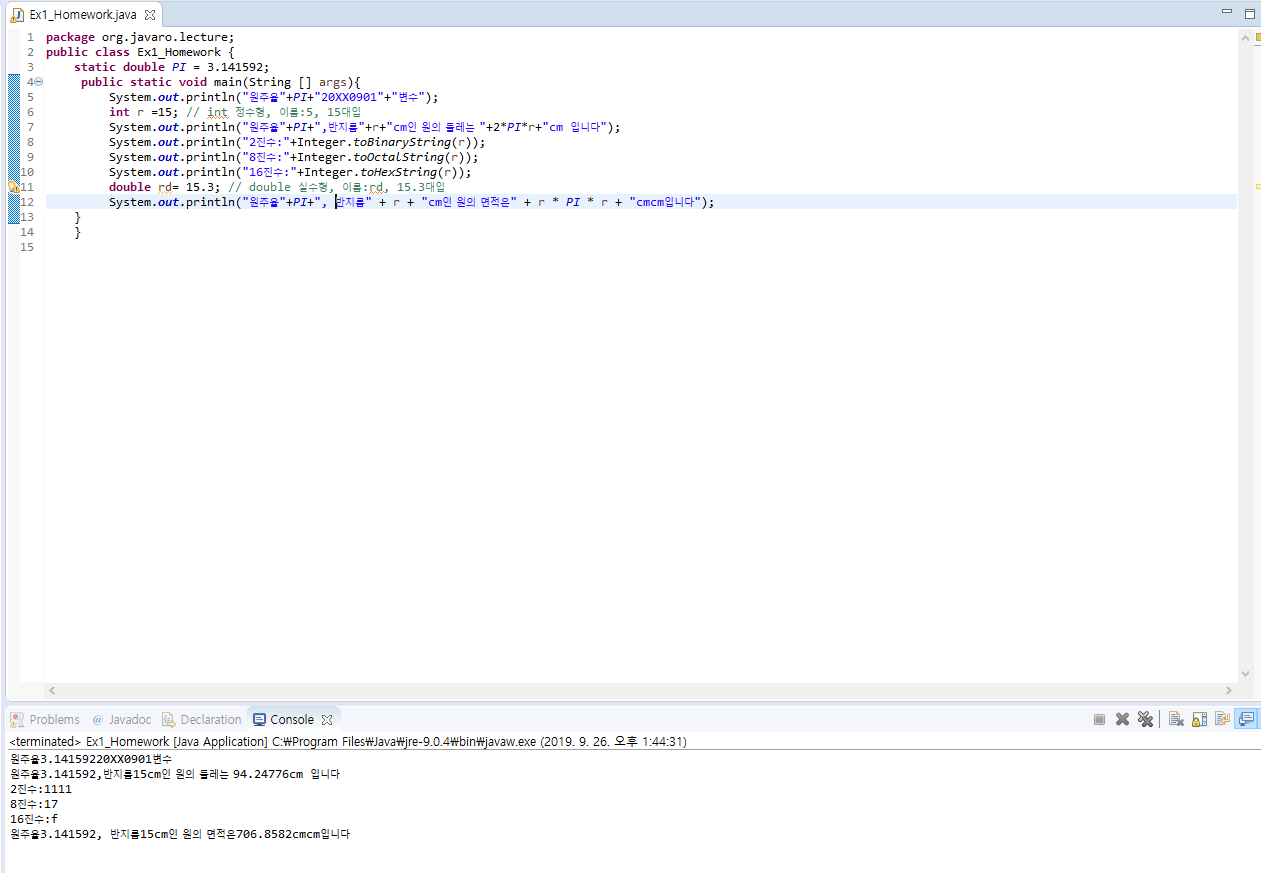 Ex1_Homework.java
1 package org.javaro.lecture;
2 public class Ex1_Homework {
3 static double PI = 3.141592;
4 public static void main(String [] args){
5 System.out.println("원주율"+PI+"20XX0901"+"변수");
6 int r =15; // int 정수형, 이름:5, 15대입
7 System.out.println("원주율"+PI+",반지름"+r+"cm인 원의 둘레는 "+2*PI*r+"cm 입니다");
8 System.out.println("2진수:"+Integer.toBinaryString(r));
9 System.out.println("8진수:"+Integer.toOctalString(r));
10 System.out.println("16진수:"+Integer.toHexString(r));
11 double rd= 15.3; // double 실수형, 이름:rd, 15.3대입
12 System.out.println("원주율"+PI+", 반지름" + r + "cm인 원의 면적은" + r * PI * r + "cmcm입니다");
13 }
14 }
15
Problems @ Javadoc Declaration Console
<terminated> Ex1_Homework [Java Application] C:₩Program Files₩Java₩jre-9.0.4₩bin₩javaw.exe (2019. 9. 26. 오후 1:44:31)
원주율3.14159220XX0901변수
원주율3.141592,반지름15cm인 원의 둘레는 94.24776cm 입니다
2진수:1111
8진수:17
16진수:f
원주율3.141592, 반지름15cm인 원의 면적은706.8582cmcm입니다